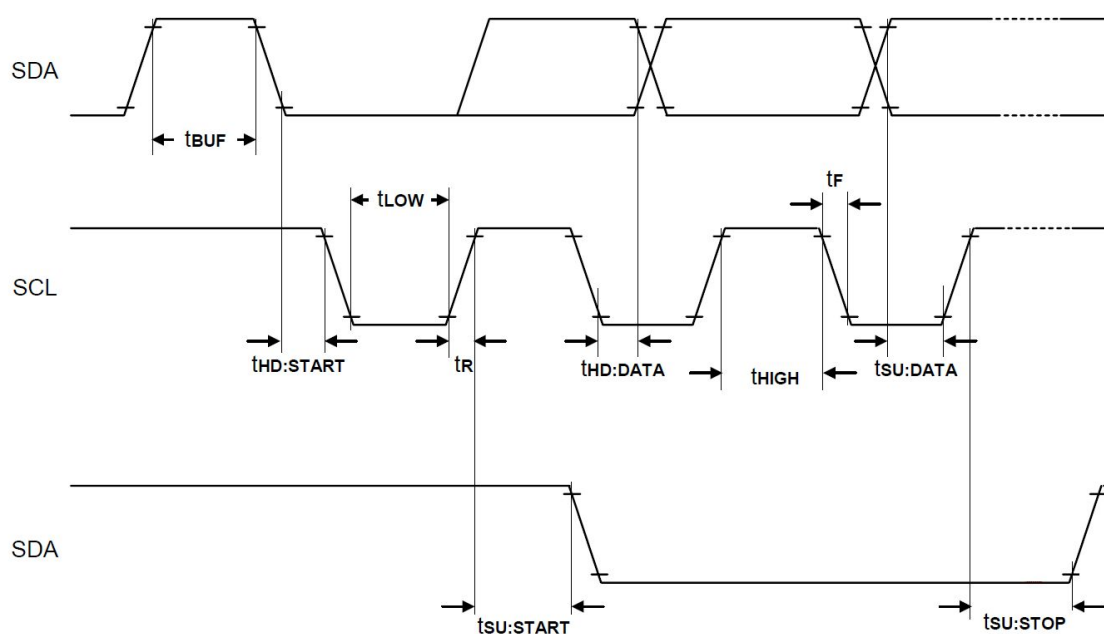 SDA
tBUF
tF
tLOW
SCL
tHD:START
tR
tHD:DATA
tHIGH
tSU:DATA
SDA
tSU:START
tSU:STOP